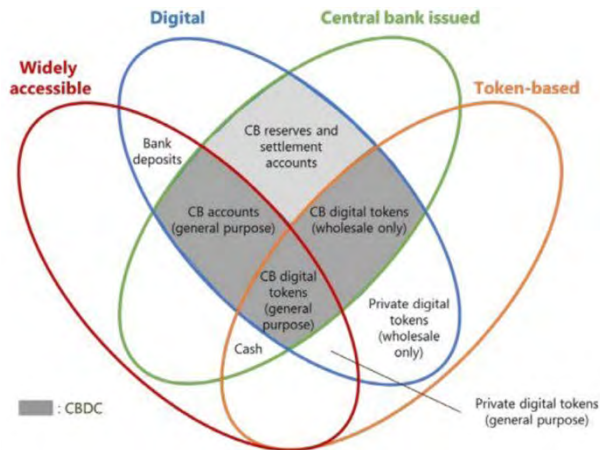 Digital
Central bank issued
Widely
accessible
Token-based
Bank
deposits
CB reserves and
settlement
accounts
CB accounts
(general purpose)
CB digital tokens
(wholesale only)
CB digital
tokens
(general
purpose)
Private digital
tokens
(wholesale
only)
Cash
: CBDC
Private digital tokens
(general purpose)